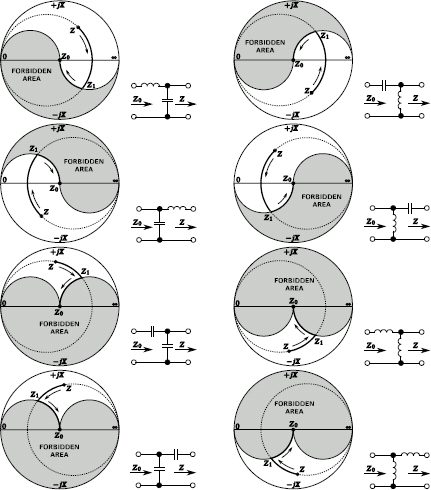 +jX
+jX
Z
Z₁
0
Z₀
∞
0
Z₀
∞
FORBIDDEN
AREA
Z₁
Z
FORBIDDEN
AREA
Z₀
Z
Z₀
Z
−jX
+jX
−jX
+jX
Z₁
Z
FORBIDDEN
AREA
0
Z₀
∞
0
Z₀
∞
Z
Z₁
FORBIDDEN
AREA
Z₀
Z
Z₀
Z
−jX
+jX
−jX
+jX
Z
Z₁
FORBIDDEN
AREA
0
Z₀
∞
0
Z₀
∞
FORBIDDEN
AREA
Z
Z₁
Z₀
Z
Z₀
Z
−jX
+jX
−jX
+jX
Z₁
Z
FORBIDDEN
AREA
0
Z₀
∞
0
Z₀
∞
FORBIDDEN
AREA
Z₁
Z
Z₀
Z
Z₀
Z
−jX
−jX